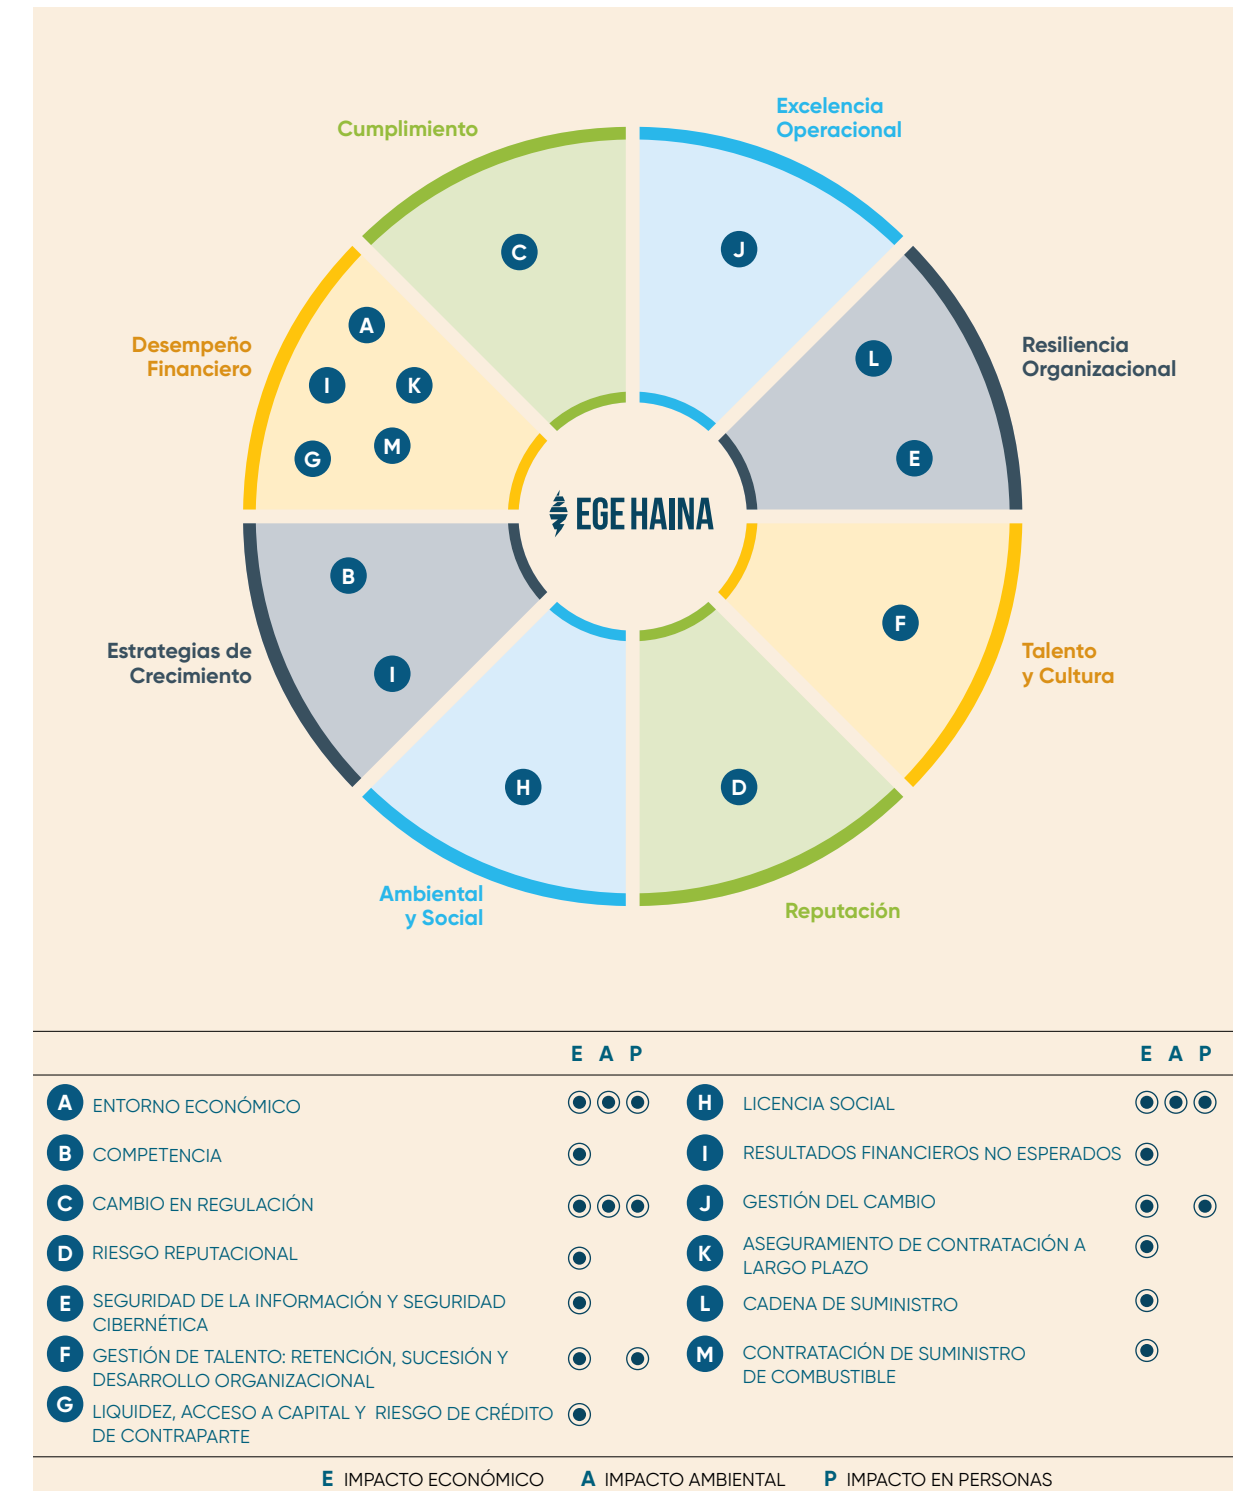 Cumplimiento
Excelencia
Operacional
C
J
Desempeño
Financiero
A
I
K
G
M
L
E
Resiliencia
Organizacional
EGE HAINA
B
I
Estrategias de
Crecimiento
F
Talento
y Cultura
H
D
Ambiental
y Social
Reputación
E A P
E A P
A ENTORNO ECONÓMICO
B COMPETENCIA
C CAMBIO EN REGULACIÓN
D RIESGO REPUTACIONAL
E SEGURIDAD DE LA INFORMACIÓN Y SEGURIDAD
CIBERNÉTICA
F GESTIÓN DE TALENTO: RETENCIÓN, SUCESIÓN Y
DESARROLLO ORGANIZACIONAL
G LIQUIDEZ, ACCESO A CAPITAL Y RIESGO DE CRÉDITO
DE CONTRAPARTE
H LICENCIA SOCIAL
I RESULTADOS FINANCIEROS NO ESPERADOS
J GESTIÓN DEL CAMBIO
K ASEGURAMIENTO DE CONTRATACIÓN A
LARGO PLAZO
L CADENA DE SUMINISTRO
M CONTRATACIÓN DE SUMINISTRO
DE COMBUSTIBLE
E IMPACTO ECONÓMICO A IMPACTO AMBIENTAL P IMPACTO EN PERSONAS